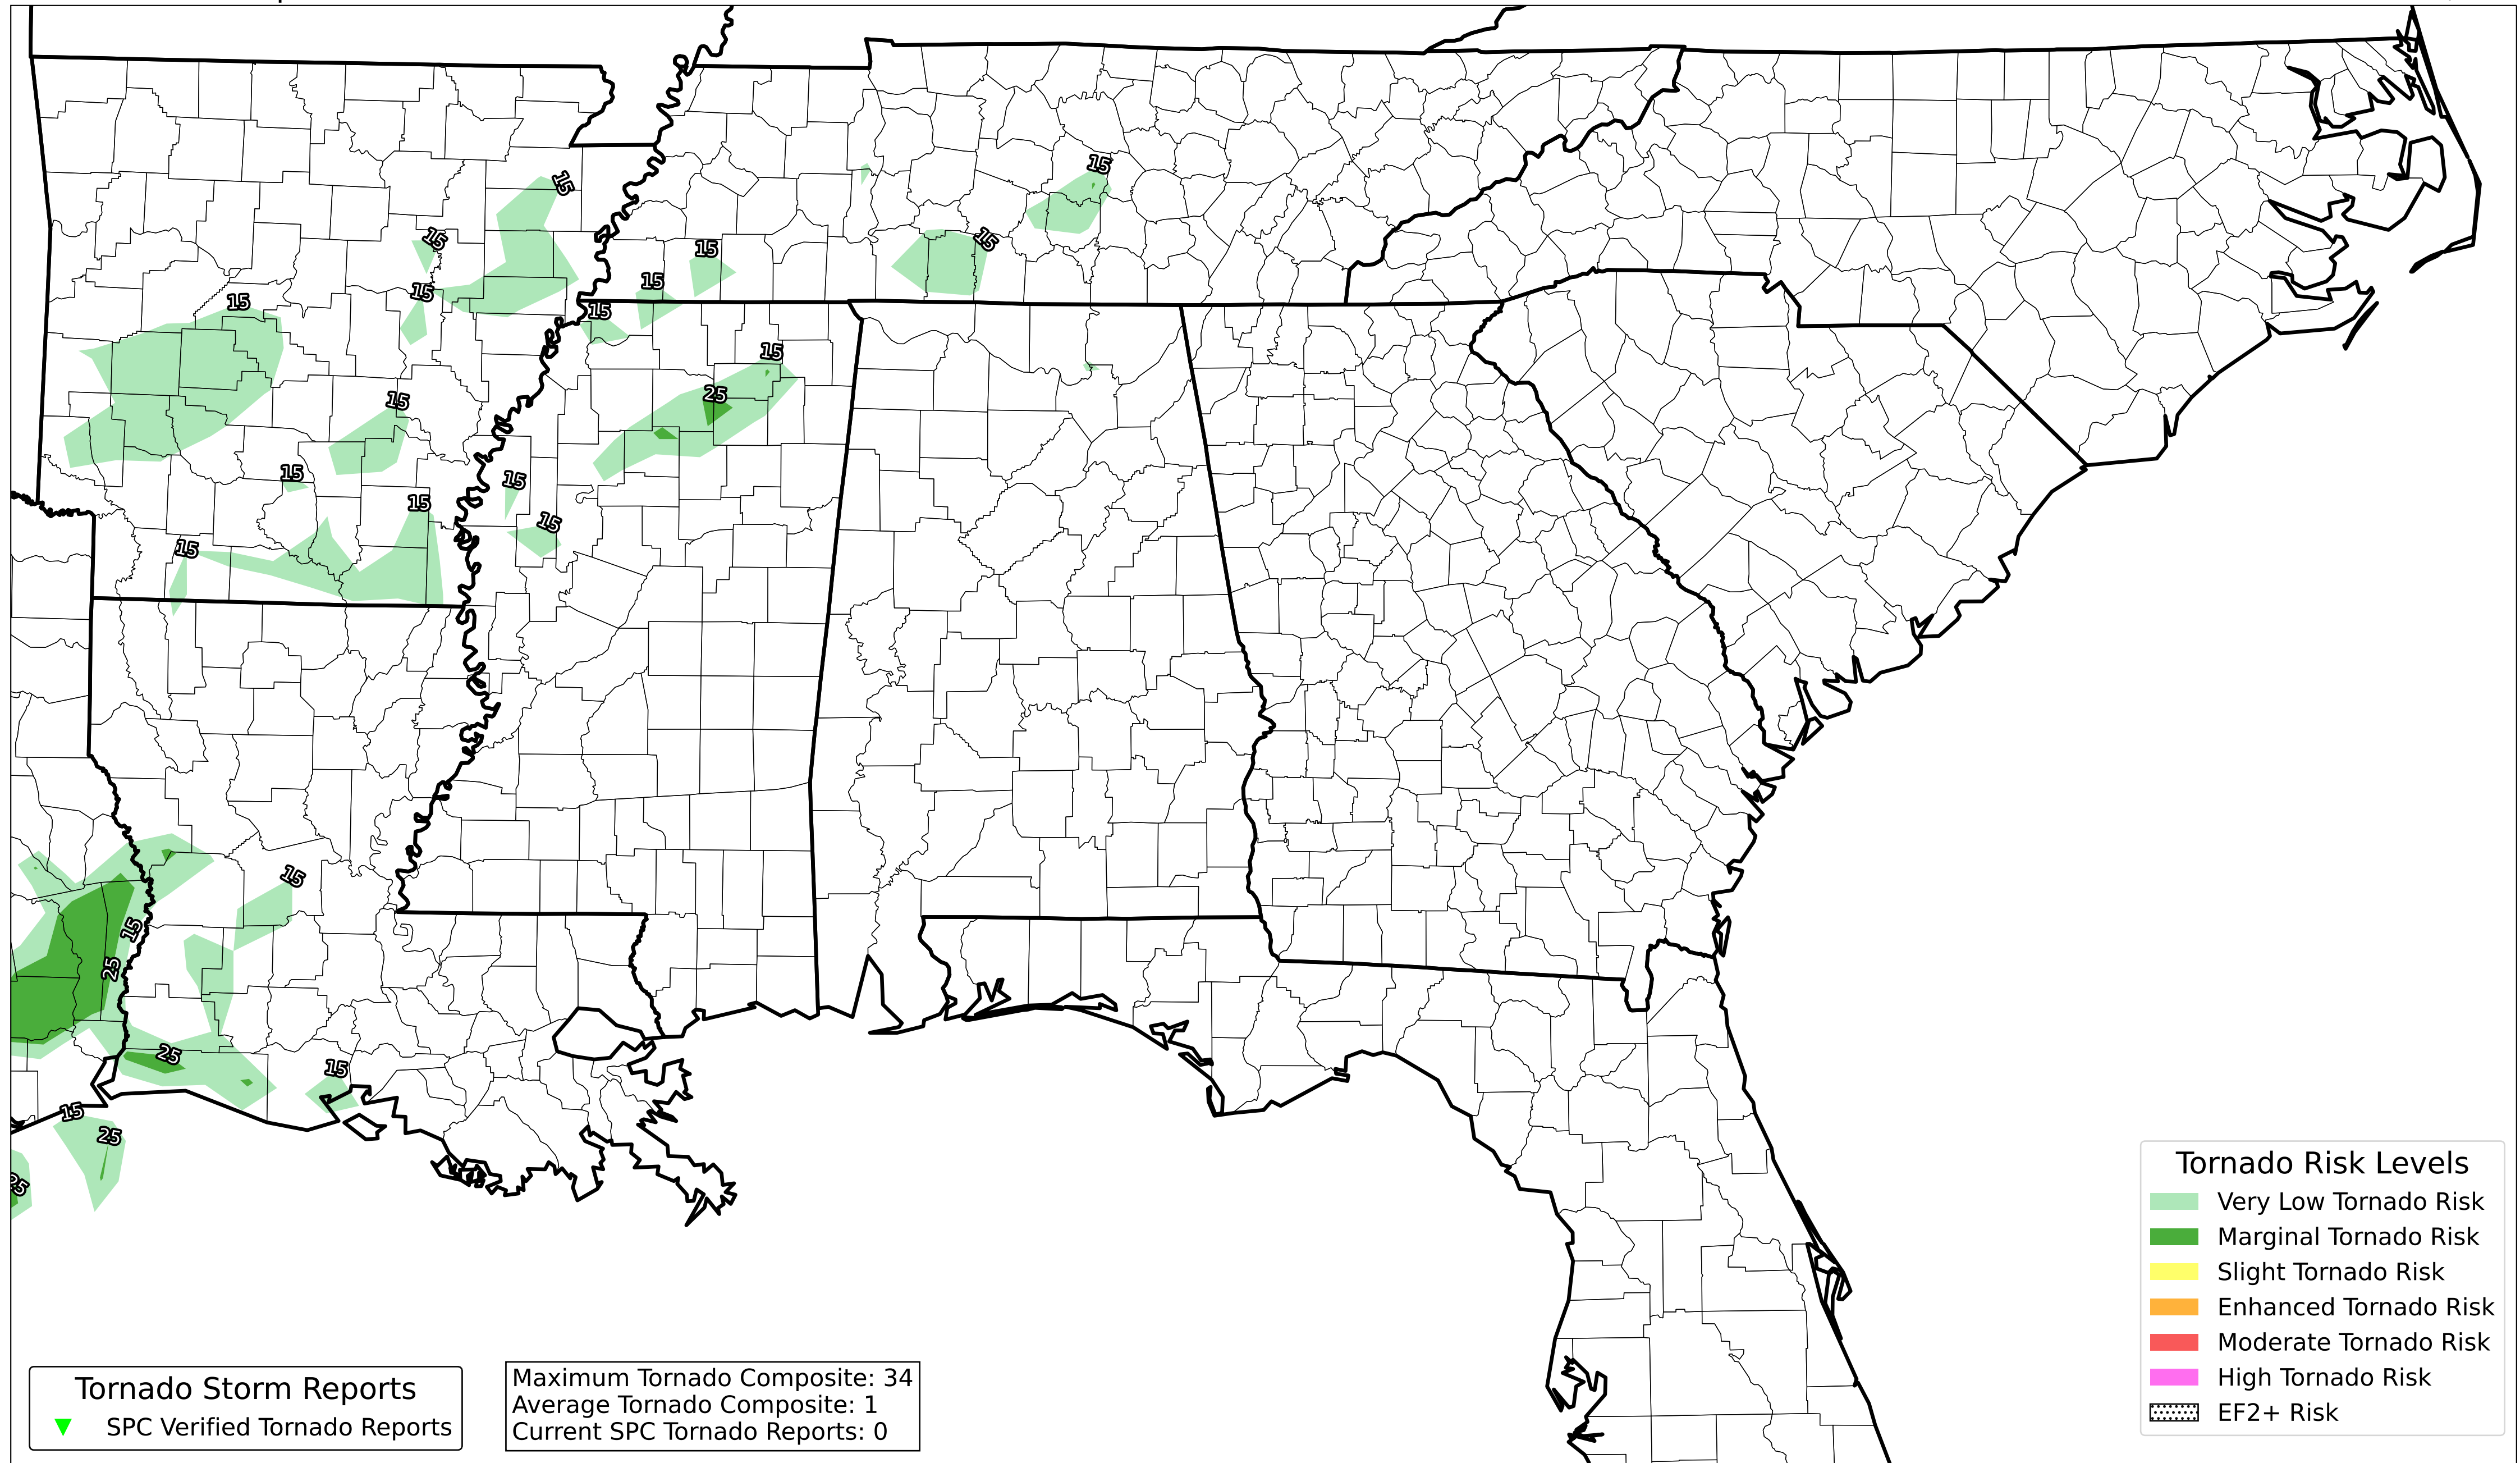 15
15
15
15
15
15
15
15
15
15
25
15
15
15
15
15
15
15
15
25
25
15
15
25
25
Tornado Risk Levels
Very Low Tornado Risk
Marginal Tornado Risk
Slight Tornado Risk
Enhanced Tornado Risk
Moderate Tornado Risk
High Tornado Risk
EF2+ Risk
Tornado Storm Reports
SPC Verified Tornado Reports
Maximum Tornado Composite: 34
Average Tornado Composite: 1
Current SPC Tornado Reports: 0